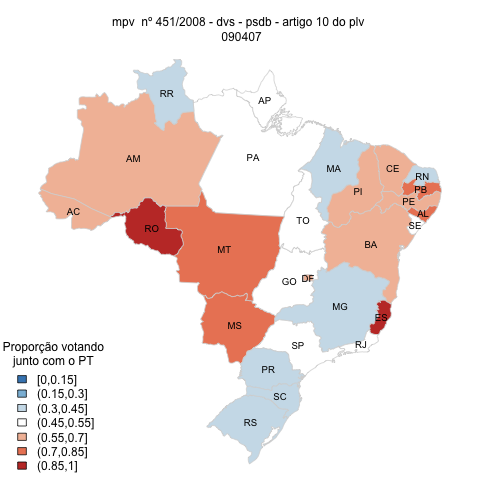 mpv nº 451/2008 - dvs - psdb - artigo 10 do plv
090407
RR
AP
AM
PA
MA
CE
RN
PB
PI
PE
AC
AL
TO
SE
RO
BA
MT
GO
DF
MG
ES
MS
SP
RJ
PR
SC
RS
Proporção votando
junto com o PT
[0,0.15]
(0.15,0.3]
(0.3,0.45]
(0.45,0.55]
(0.55,0.7]
(0.7,0.85]
(0.85,1]